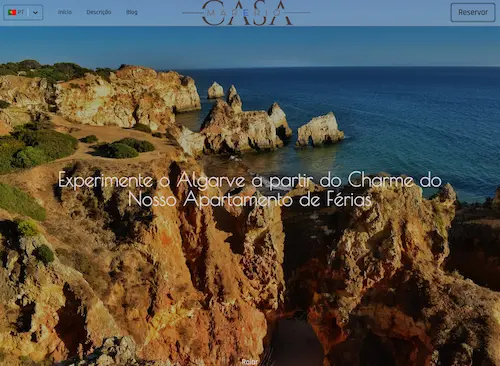 PT
Início
Descrição
Blog
CASA
Reservar
Experimente o Algarve a partir do Charme do
Nosso Apartamento de Férias
Rolar